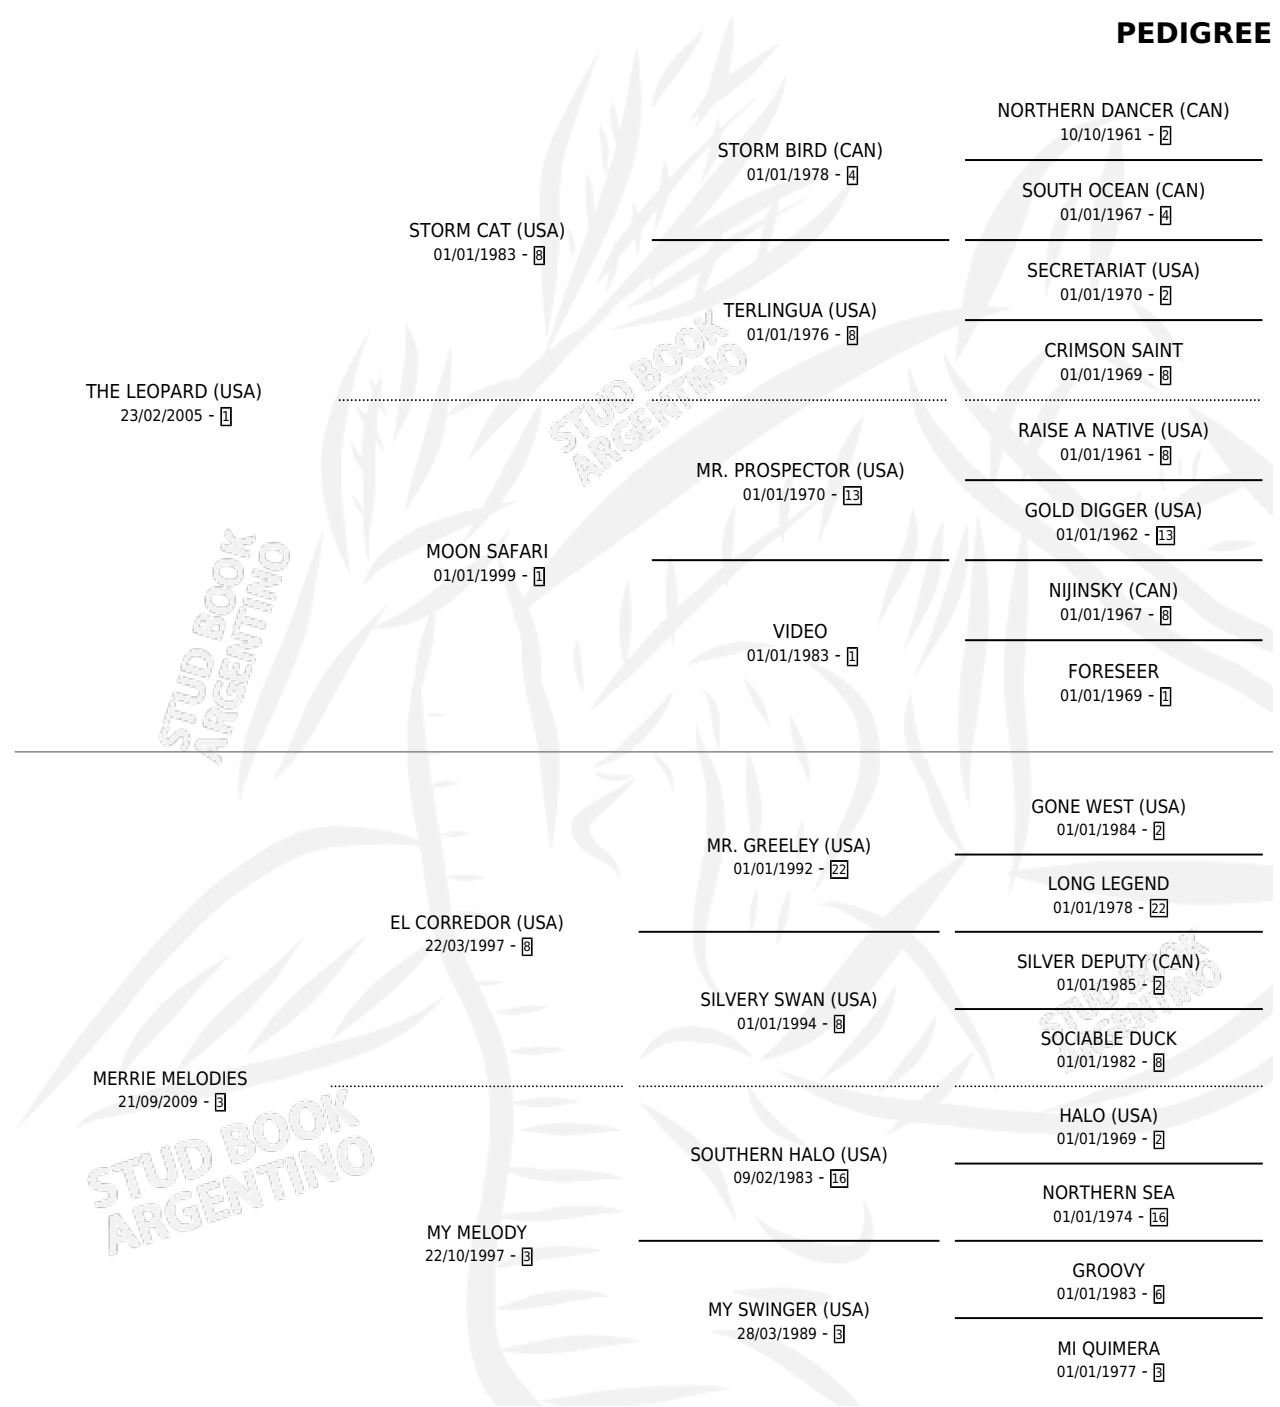 PEDIGREE
NORTHERN DANCER (CAN)
10/10/1961 - 2
STORM BIRD (CAN)
01/01/1978 - 4
SOUTH OCEAN (CAN)
01/01/1967 - 4
STORM CAT (USA)
01/01/1983 - 8
SECRETARIAT (USA)
01/01/1970 - 2
TERLINGUA (USA)
01/01/1976 - 8
CRIMSON SAINT
01/01/1969 - 8
THE LEOPARD (USA)
23/02/2005 - 1
RAISE A NATIVE (USA)
01/01/1961 - 8
MR. PROSPECTOR (USA)
01/01/1970 - 13
GOLD DIGGER (USA)
01/01/1962 - 13
MOON SAFARI
01/01/1999 - 1
NIJINSKY (CAN)
01/01/1967 - 8
VIDEO
01/01/1983 - 1
FORESEER
01/01/1969 - 1
STUD BOOK
ARGENTINO
STUD BOOK
ARGENTINO
GONE WEST (USA)
01/01/1984 - 2
MR. GREELEY (USA)
01/01/1992 - 22
LONG LEGEND
01/01/1978 - 22
EL CORREDOR (USA)
22/03/1997 - 8
SILVER DEPUTY (CAN)
01/01/1985 - 2
SILVERY SWAN (USA)
01/01/1994 - 8
SOCIABLE DUCK
01/01/1982 - 8
STUD BOOK
ARGENTINO
MERRIE MELODIES
21/09/2009 - 3
HALO (USA)
01/01/1969 - 2
SOUTHERN HALO (USA)
09/02/1983 - 16
NORTHERN SEA
01/01/1974 - 16
STUD BOOK
ARGENTINO
MY MELODY
22/10/1997 - 3
GROOVY
01/01/1983 - 6
MY SWINGER (USA)
28/03/1989 - 3
MI QUIMERA
01/01/1977 - 3